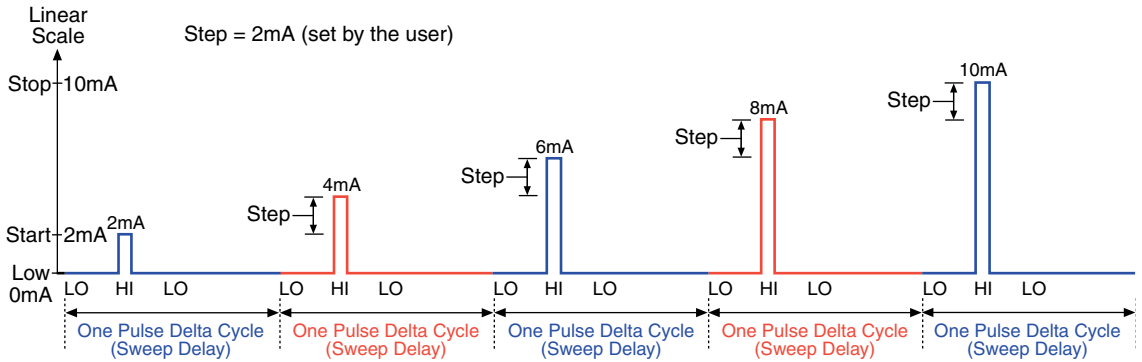 Linear
Scale
Step = 2mA (set by the user)
Stop 10mA
10mA
Step
8mA
Step
6mA
Step
4mA
Step
2mA
Start 2mA
Low
0mA
LO HI LO LO HI LO LO HI LO LO HI LO LO HI LO
One Pulse Delta Cycle
(Sweep Delay)
One Pulse Delta Cycle
(Sweep Delay)
One Pulse Delta Cycle
(Sweep Delay)
One Pulse Delta Cycle
(Sweep Delay)
One Pulse Delta Cycle
(Sweep Delay)